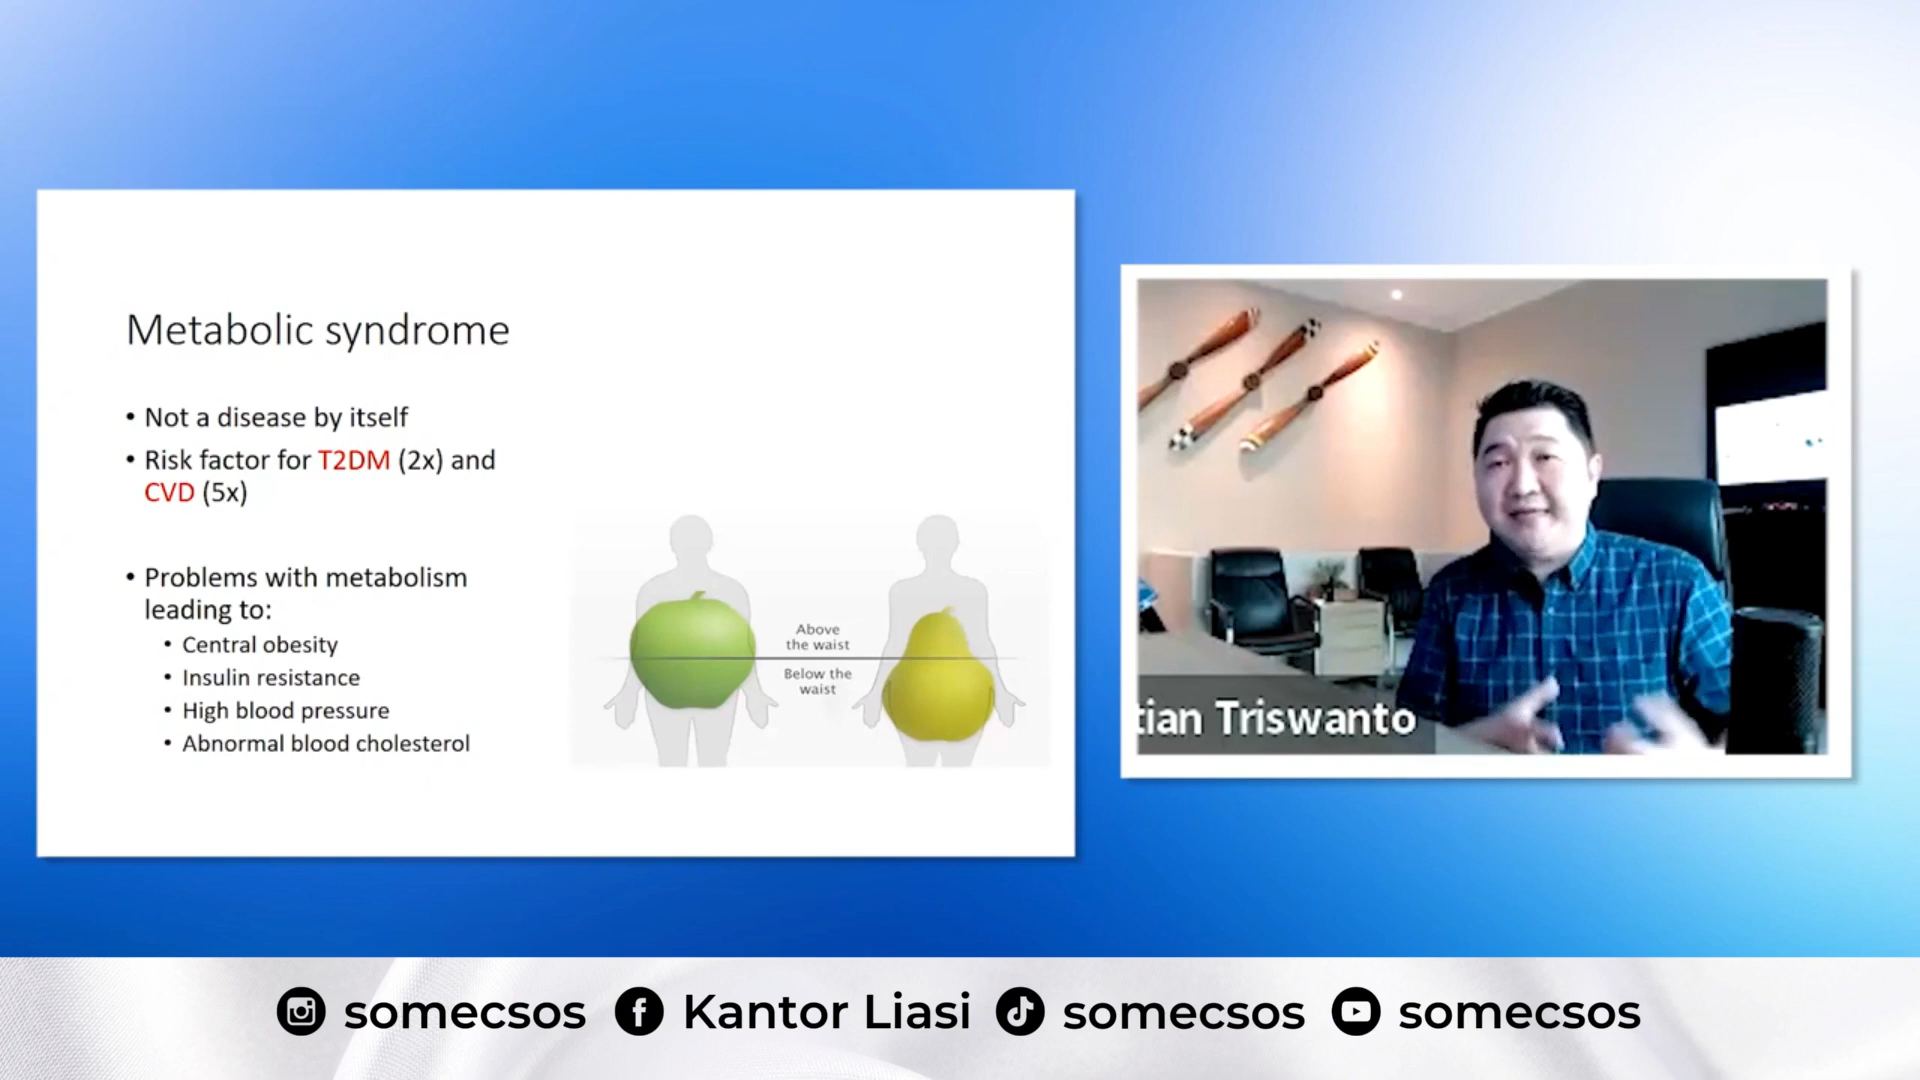 Metabolic syndrome
• Not a disease by itself
• Risk factor for T2DM (2x) and
CVD (5x)
• Problems with metabolism
leading to:
• Central obesity
• Insulin resistance
• High blood pressure
• Abnormal blood cholesterol
Above
the waist
Below the
waist
tian Triswanto
somecsos Kantor Liasi somecsos somecsos